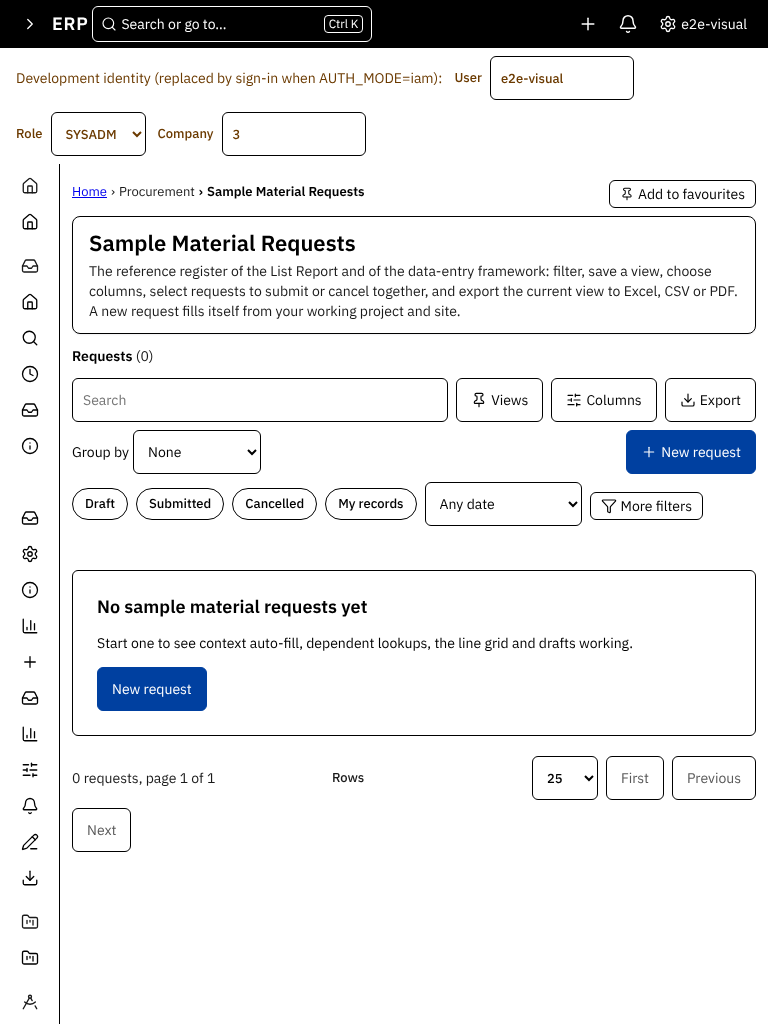 ERP Search or go to... Ctrl K e2e-visual
Development identity (replaced by sign-in when AUTH_MODE=iam): User e2e-visual
Role SYSADM Company 3
Home › Procurement › Sample Material Requests Add to favourites
Sample Material Requests
The reference register of the List Report and of the data-entry framework: filter, save a view, choose
columns, select requests to submit or cancel together, and export the current view to Excel, CSV or PDF.
A new request fills itself from your working project and site.
Requests (0)
Search Views Columns Export
Group by None New request
Draft Submitted Cancelled My records Any date More filters
No sample material requests yet
Start one to see context auto-fill, dependent lookups, the line grid and drafts working.
New request
0 requests, page 1 of 1 Rows 25 First Previous
Next